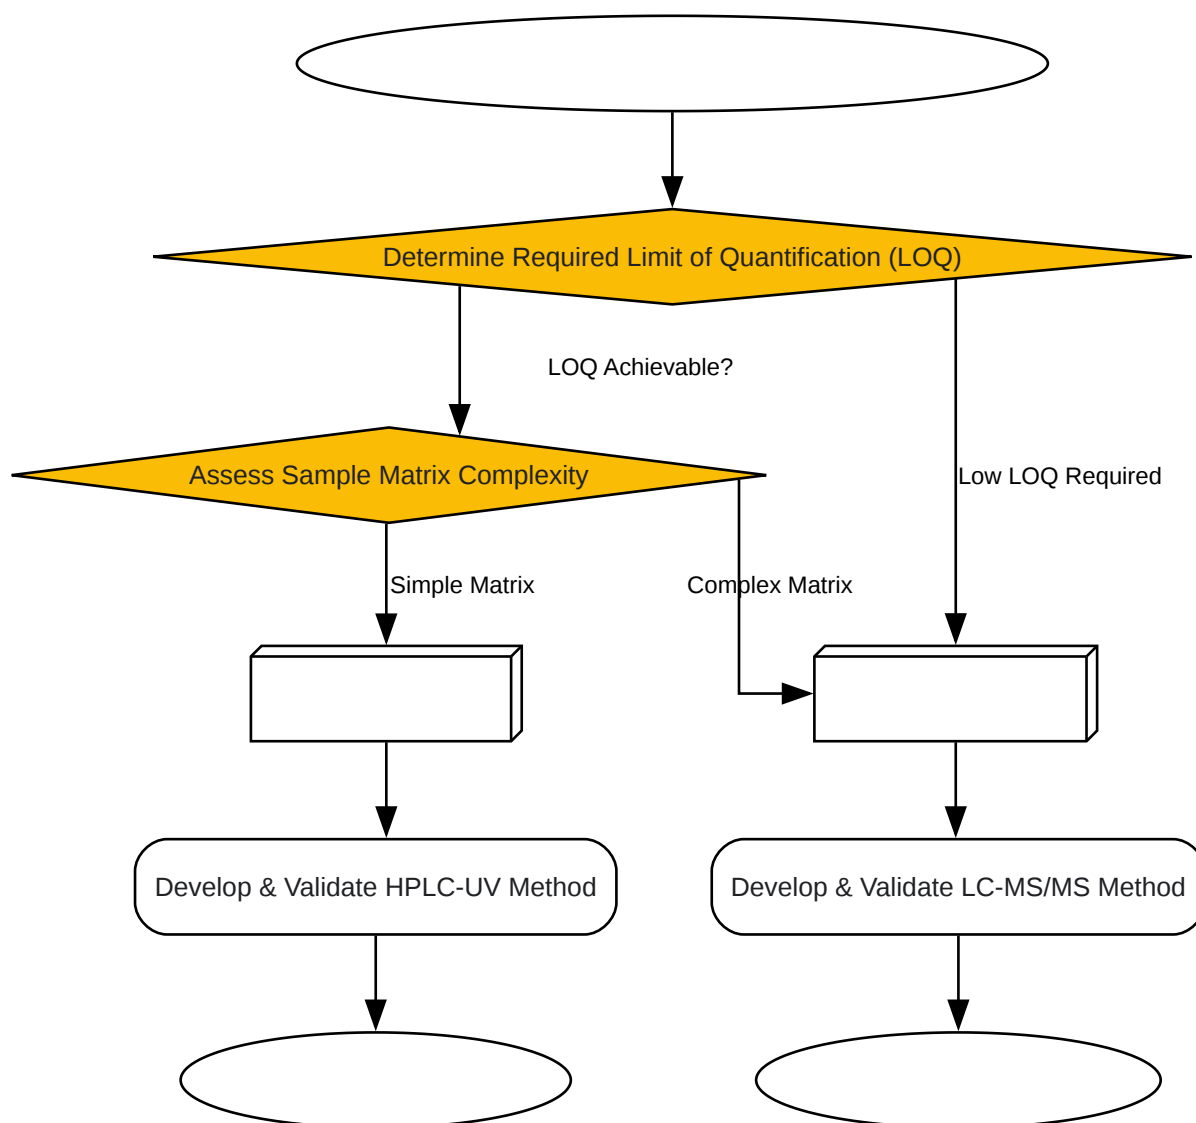 Determine Required Limit of Quantification (LOQ)
LOQ Achievable?
Assess Sample Matrix Complexity
Low LOQ Required
Simple Matrix
Complex Matrix
Develop & Validate HPLC-UV Method
Develop & Validate LC-MS/MS Method